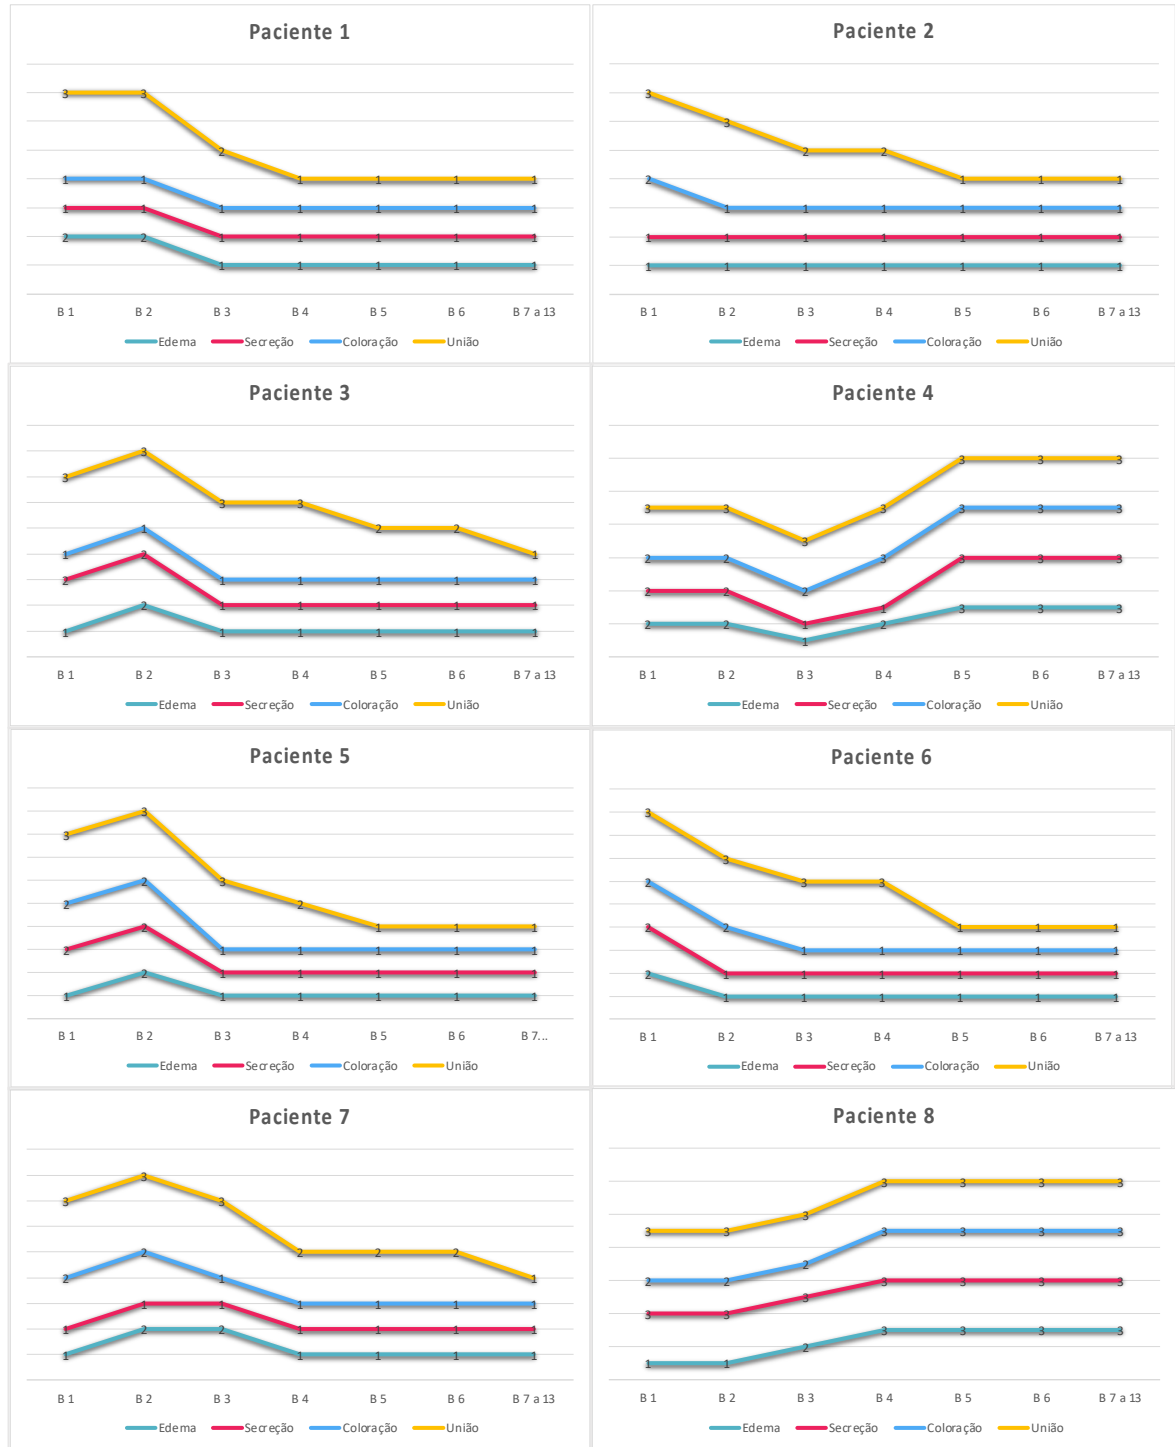 Paciente 1
3 3 2 1 1 1 1
1 1 1 1 1 1 1
1 1 1 1 1 1 1
2 2 1 1 1 1 1
B 1 B 2 B 3 B 4 B 5 B 6 B 7 a 13
Edema Secreção Coloração União
Paciente 2
3 3 2 2 1 1 1
2 1 1 1 1 1 1
1 1 1 1 1 1 1
1 1 1 1 1 1 1
B 1 B 2 B 3 B 4 B 5 B 6 B 7 a 13
Edema Secreção Coloração União
Paciente 3
3 3 3 3 2 2 1
1 1 1 1 1 1 1
2 2 1 1 1 1 1
1 2 1 1 1 1 1
B 1 B 2 B 3 B 4 B 5 B 6 B 7 a 13
Edema Secreção Coloração União
Paciente 4
3 3 3 3 3 3 3
2 2 2 3 3 3 3
2 2 1 1 3 3 3
2 2 1 2 3 3 3
B 1 B 2 B 3 B 4 B 5 B 6 B 7 a 13
Edema Secreção Coloração União
Paciente 5
3 3 3 2 1 1 1
2 2 1 1 1 1 1
2 2 1 1 1 1 1
1 2 1 1 1 1 1
B 1 B 2 B 3 B 4 B 5 B 6 B 7...
Edema Secreção Coloração União
Paciente 6
3 3 3 3 1 1 1
2 2 1 1 1 1 1
2 1 1 1 1 1 1
2 1 1 1 1 1 1
B 1 B 2 B 3 B 4 B 5 B 6 B 7 a 13
Edema Secreção Coloração União
Paciente 7
3 3 3 2 2 2 1
2 2 1 1 1 1 1
1 1 1 1 1 1 1
1 2 2 1 1 1 1
B 1 B 2 B 3 B 4 B 5 B 6 B 7 a 13
Edema Secreção Coloração União
Paciente 8
3 3 3 3 3 3 3
2 2 2 3 3 3 3
3 3 3 3 3 3 3
1 1 2 3 3 3 3
B 1 B 2 B 3 B 4 B 5 B 6 B 7 a 13
Edema Secreção Coloração União